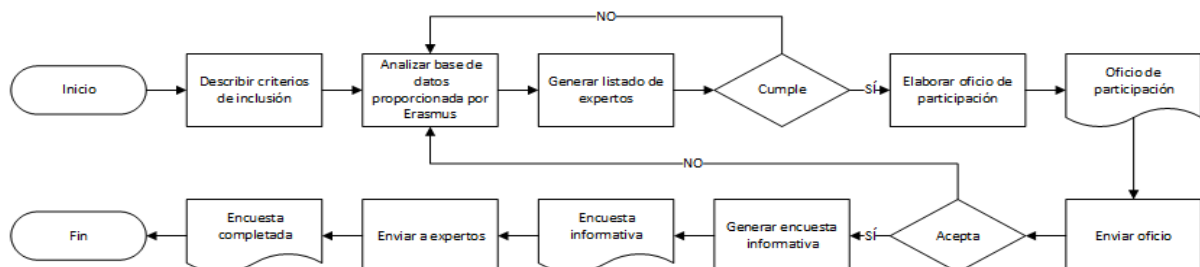 NO
Inicio
Describir criterios
de inclusión
Analizar base de
datos
proporcionada por
Erasmus
Generar listado de
expertos
Cumple
SÍ
Elaborar oficio de
participación
Oficio de
participación
NO
Fin
Encuesta
completada
Enviar a expertos
Encuesta
informativa
Generar encuesta
informativa
SÍ
Acepta
Enviar oficio